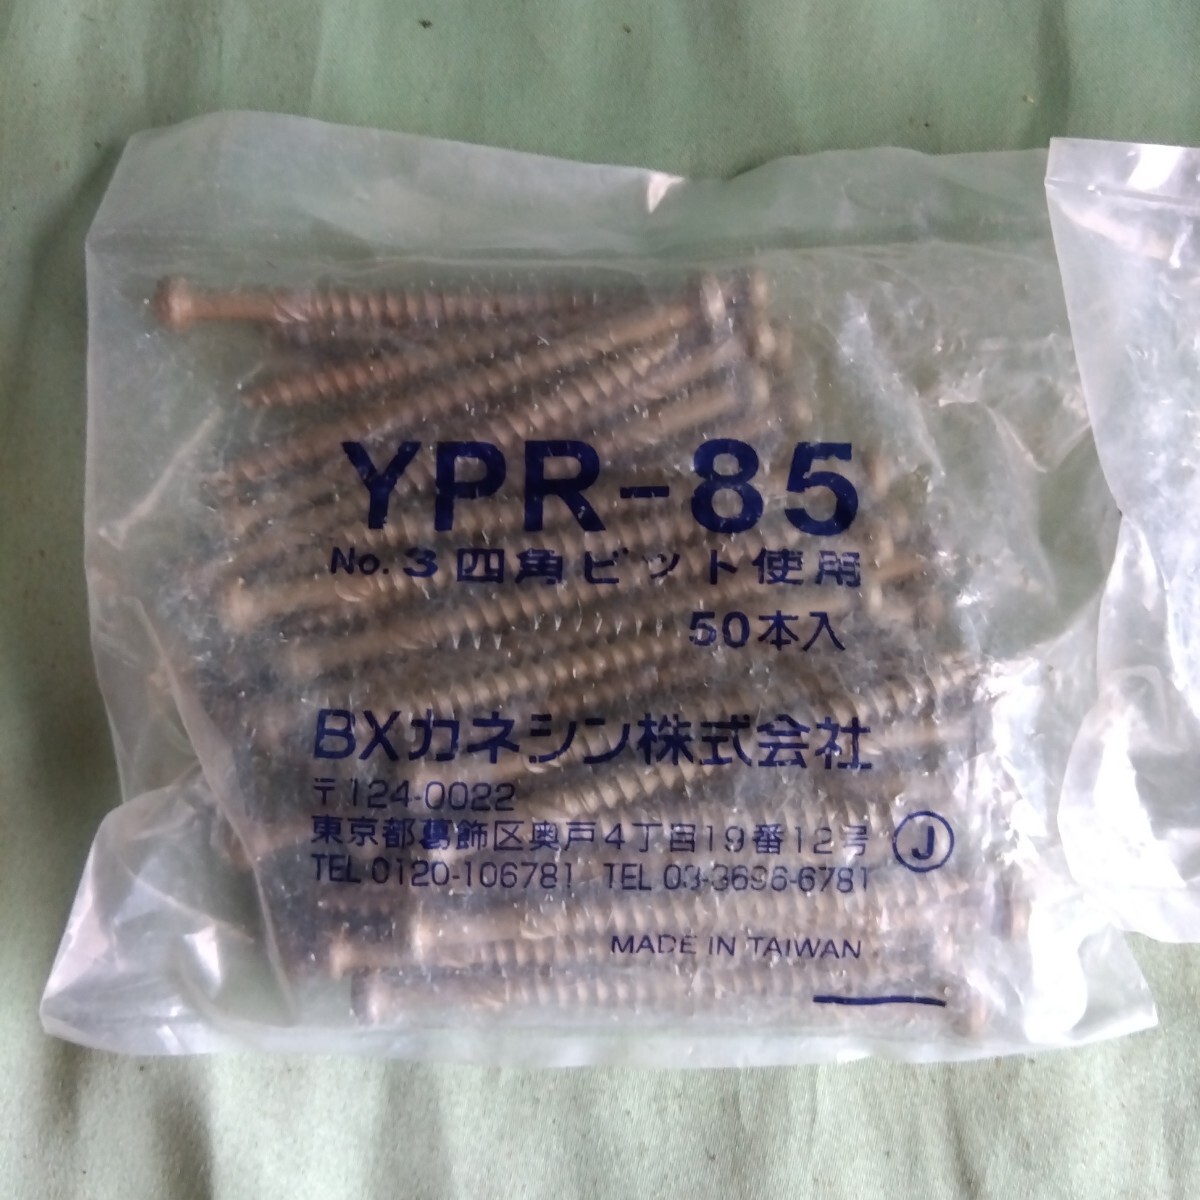 YPR-85
No.3四角ビット使用
50本入
BXカネシン株式会社
〒124-0022
東京都葛飾区奥戸4丁目19番12号 Ⓙ
TEL 0120-106781 TEL 03-3696-6781
MADE IN TAIWAN